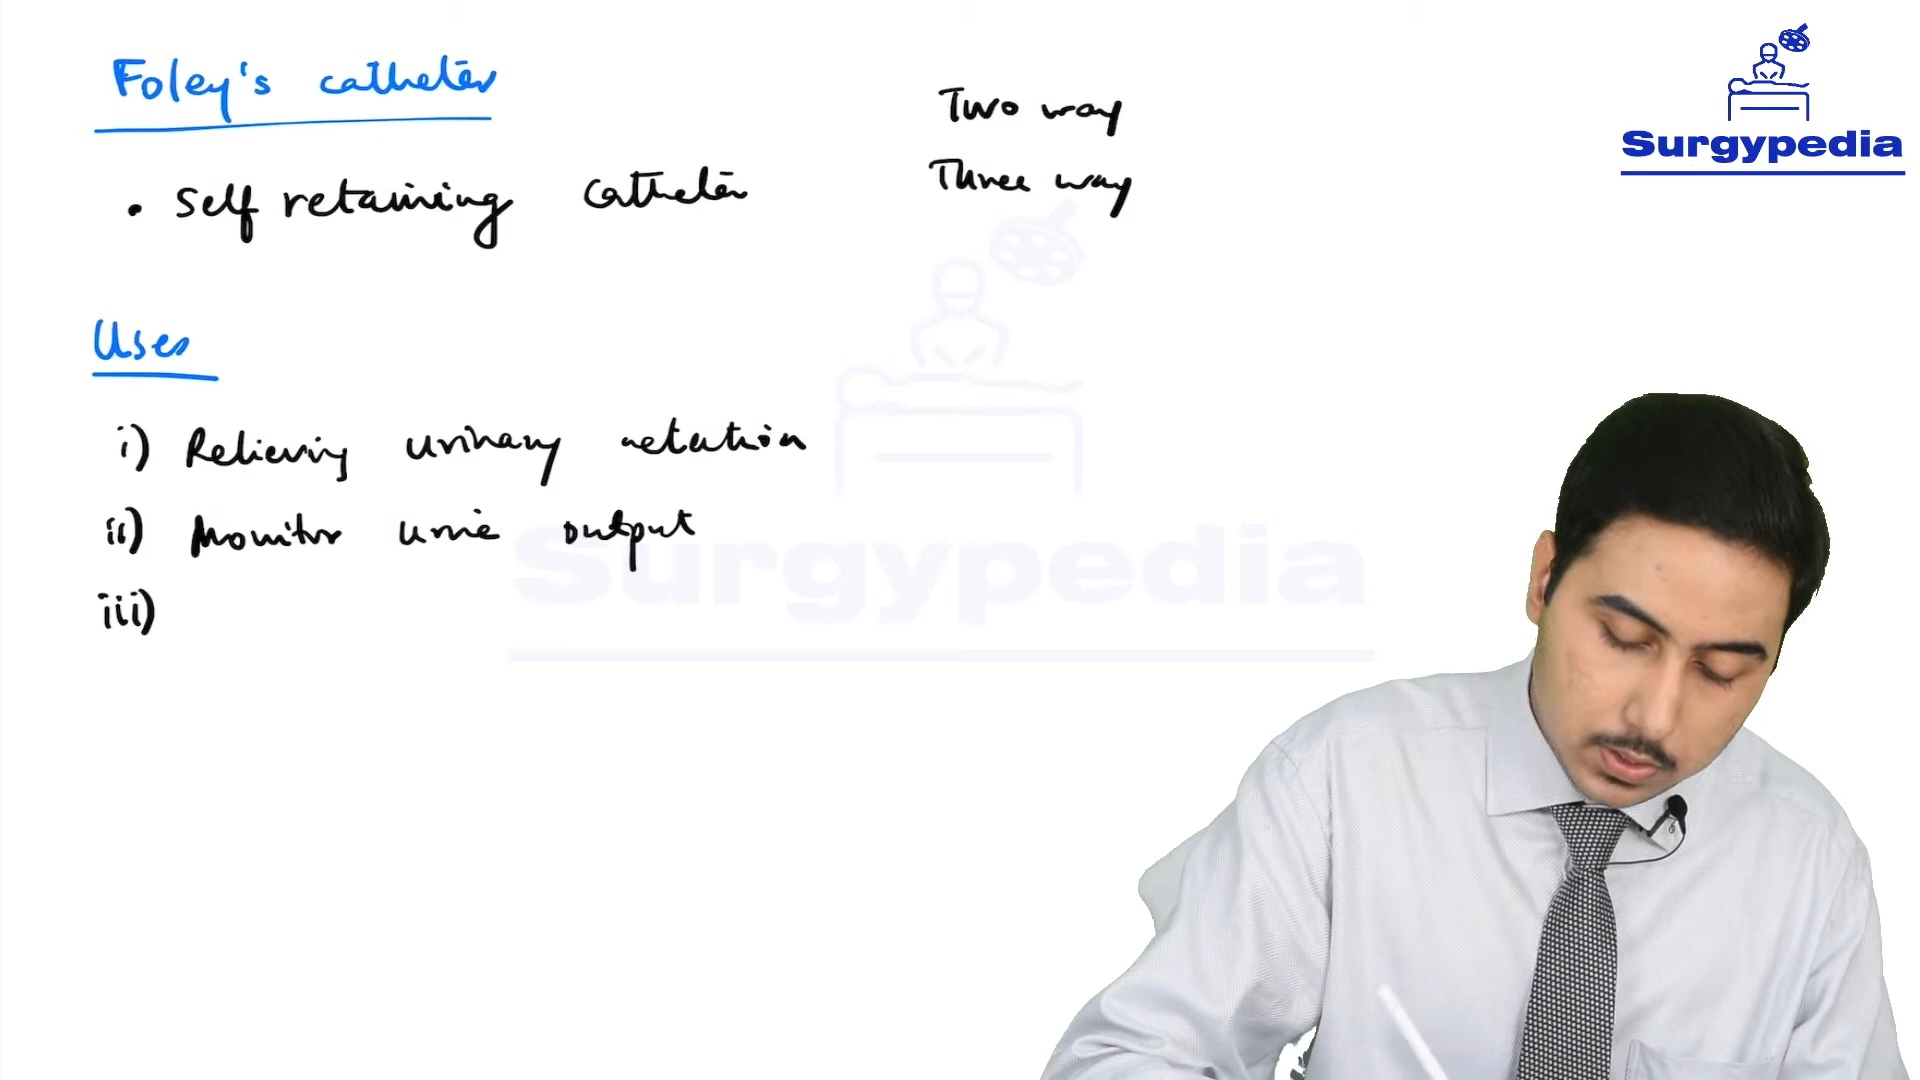 Foley's catheter
Two way
Three way
• Self retaining catheter
Uses
i) Relieving urinary retention
ii) Monitor urine output
iii)
Surgypedia
Surgypedia